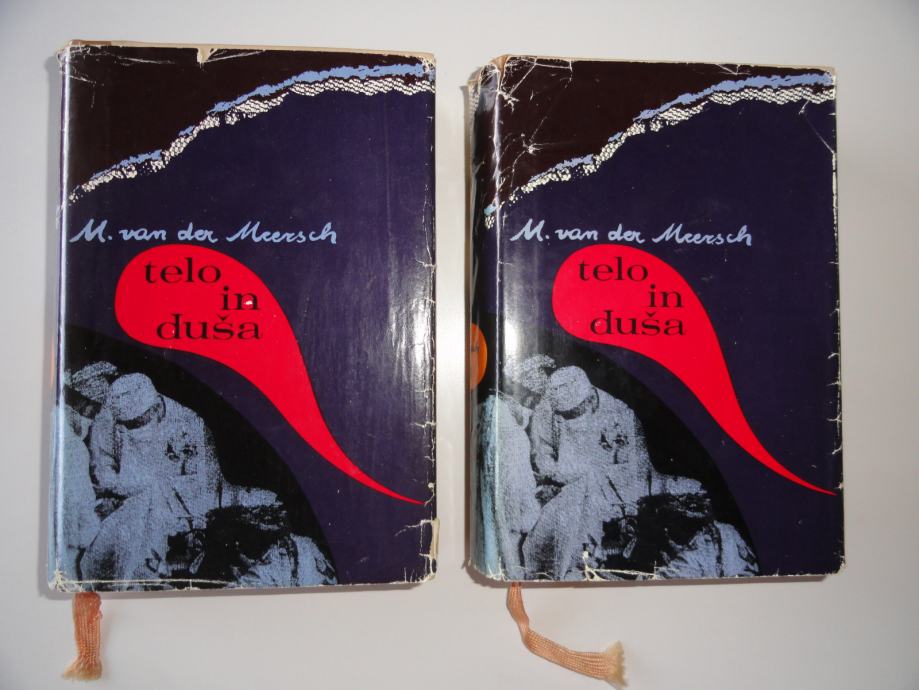 M. van der Meersch
telo
in
duša
M. van der Meersch
telo
in
duša